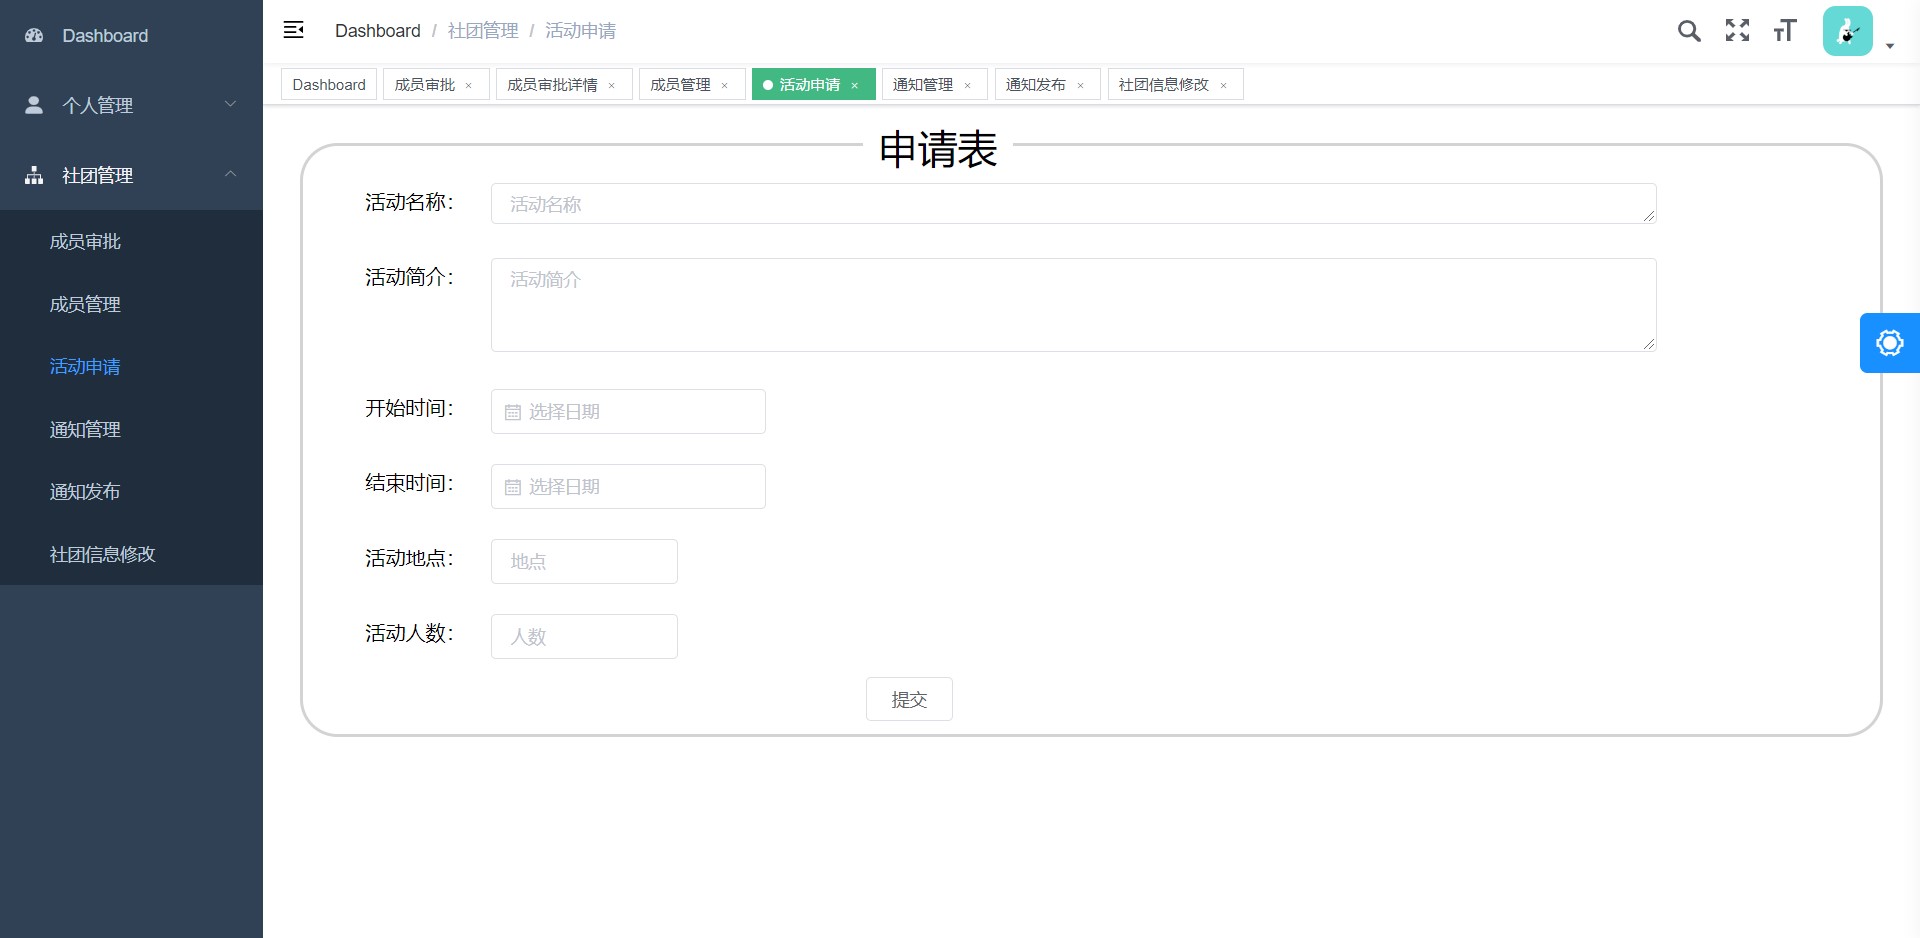 Dashboard
个人管理
社团管理
成员审批
成员管理
活动申请
通知管理
通知发布
社团信息修改
Dashboard / 社团管理 / 活动申请
Dashboard 成员审批 × 成员审批详情 × 成员管理 × 活动申请 × 通知管理 × 通知发布 × 社团信息修改 ×
申请表
活动名称： 活动名称
活动简介： 活动简介
开始时间： 选择日期
结束时间： 选择日期
活动地点： 地点
活动人数： 人数
提交